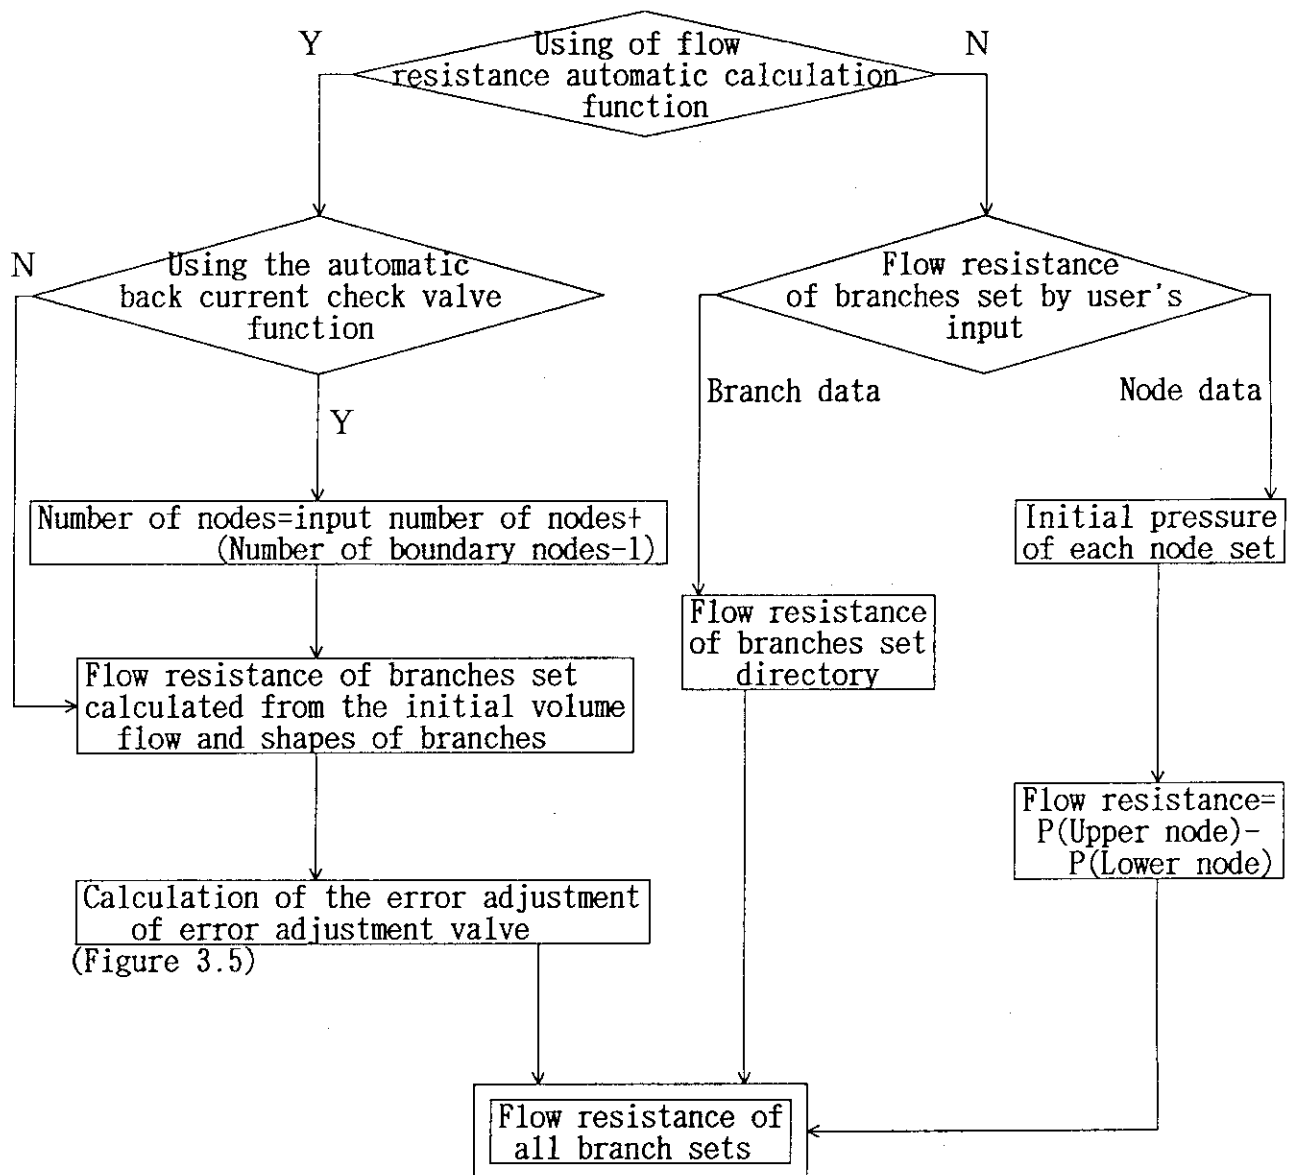 Y
Using of flow
resistance automatic calculation
function
N
N
Using the automatic
back current check valve
function
Y
Flow resistance
of branches set by user's
input
Branch data
Node data
Number of nodes=input number of nodes+
(Number of boundary nodes-1)
Initial pressure
of each node set
Flow resistance
of branches set
directory
Flow resistance of branches set
calculated from the initial volume
flow and shapes of branches
Flow resistance=
P(Upper node)-
P(Lower node)
Calculation of the error adjustment
of error adjustment valve
(Figure 3.5)
Flow resistance of
all branch sets